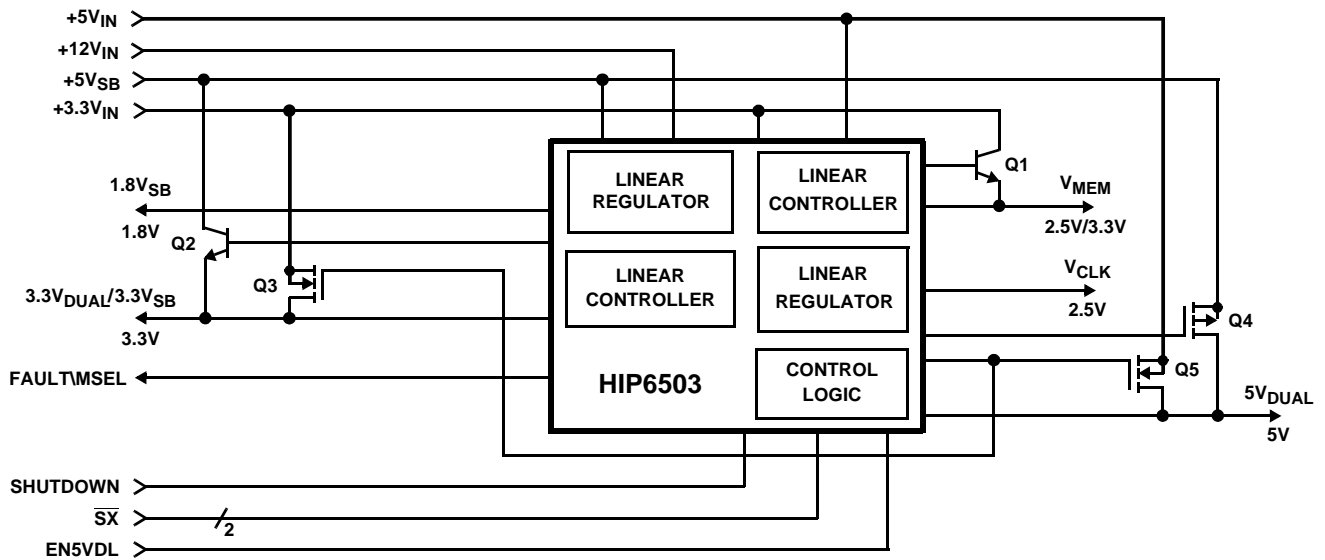 +5VIN
+12VIN
+5VSB
+3.3VIN
1.8VSB
1.8V
Q2
Q3
3.3VDUAL/3.3VSB
3.3V
FAULT\MSEL
SHUTDOWN
SX
2
EN5VDL
LINEAR
REGULATOR
LINEAR
CONTROLLER
LINEAR
CONTROLLER
LINEAR
REGULATOR
HIP6503
CONTROL
LOGIC
Q1
VMEM
2.5V/3.3V
VCLK
2.5V
Q4
Q5
5VDUAL
5V